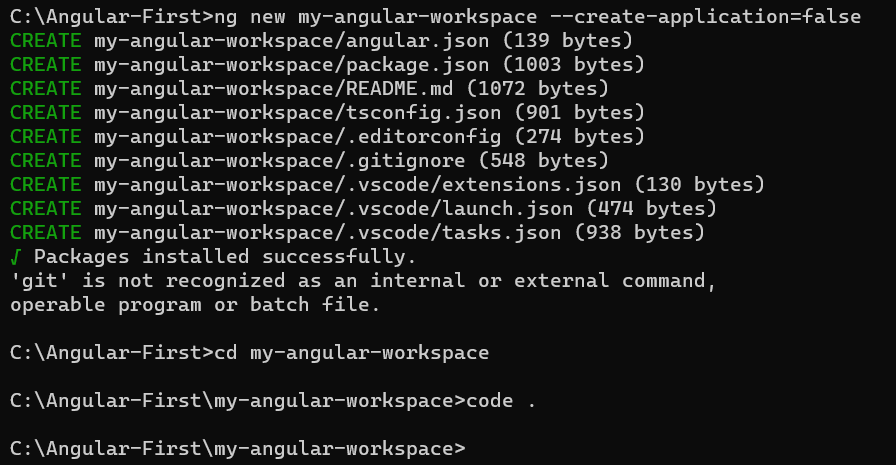 C:\Angular-First>ng new my-angular-workspace --create-application=false
CREATE my-angular-workspace/angular.json (139 bytes)
CREATE my-angular-workspace/package.json (1003 bytes)
CREATE my-angular-workspace/README.md (1072 bytes)
CREATE my-angular-workspace/tsconfig.json (901 bytes)
CREATE my-angular-workspace/.editorconfig (274 bytes)
CREATE my-angular-workspace/.gitignore (548 bytes)
CREATE my-angular-workspace/.vscode/extensions.json (130 bytes)
CREATE my-angular-workspace/.vscode/launch.json (474 bytes)
CREATE my-angular-workspace/.vscode/tasks.json (938 bytes)
√ Packages installed successfully.
'git' is not recognized as an internal or external command,
operable program or batch file.
C:\Angular-First>cd my-angular-workspace
C:\Angular-First\my-angular-workspace>code .
C:\Angular-First\my-angular-workspace>